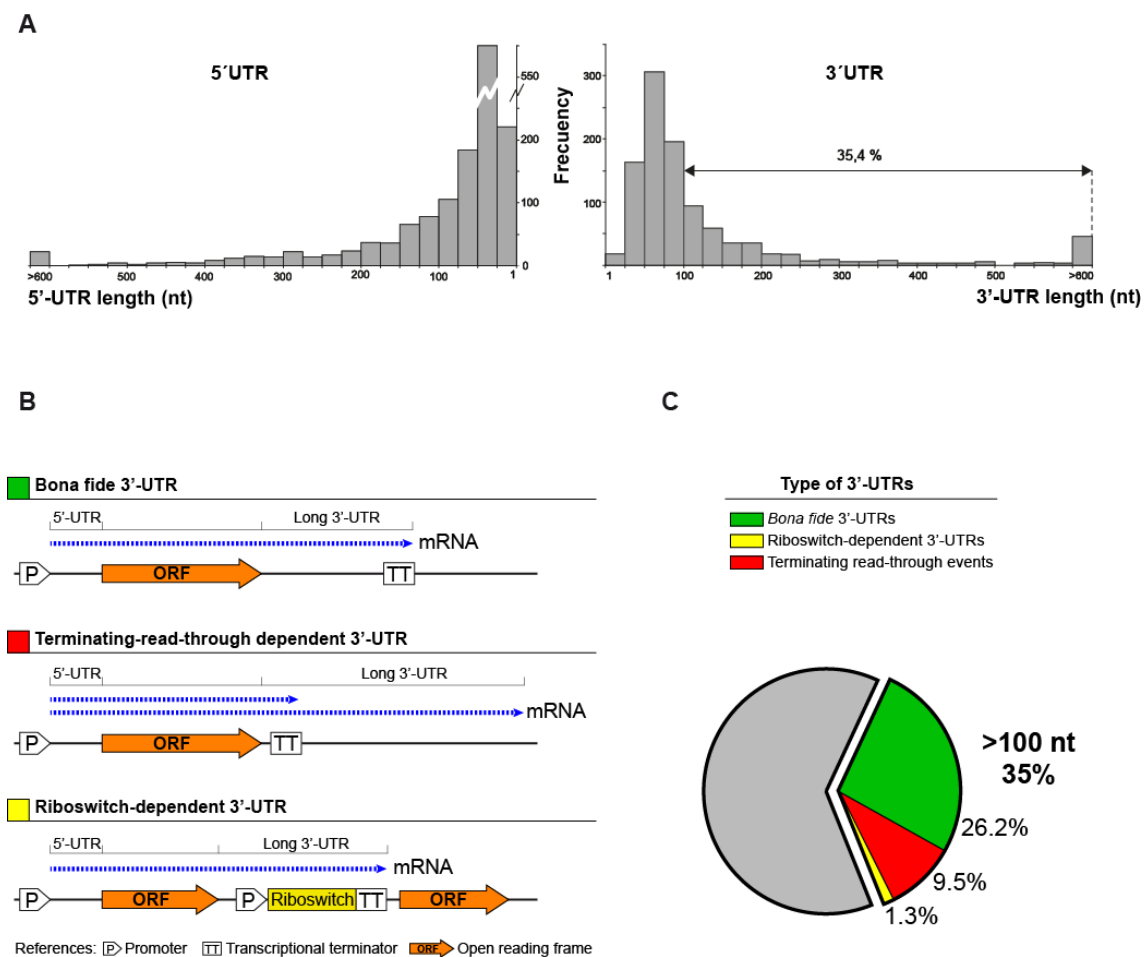 A
5´UTR
550
200
100
0
>600
500
400
300
200
100
1
5'-UTR length (nt)
Frecuency
3´UTR
300
200
100
35,4 %
1
100
200
300
400
500
>600
3'-UTR length (nt)
B
Bona fide 3'-UTR
5'-UTR
Long 3'-UTR
mRNA
P
ORF
TT
Terminating-read-through dependent 3'-UTR
5'-UTR
Long 3'-UTR
mRNA
P
ORF
TT
Riboswitch-dependent 3'-UTR
5'-UTR
Long 3'-UTR
mRNA
P
ORF
P
Riboswitch
TT
ORF
References: P Promoter TT Transcriptional terminator ORF Open reading frame
C
Type of 3'-UTRs
Bona fide 3'-UTRs
Riboswitch-dependent 3'-UTRs
Terminating read-through events
>100 nt
35%
26.2%
9.5%
1.3%